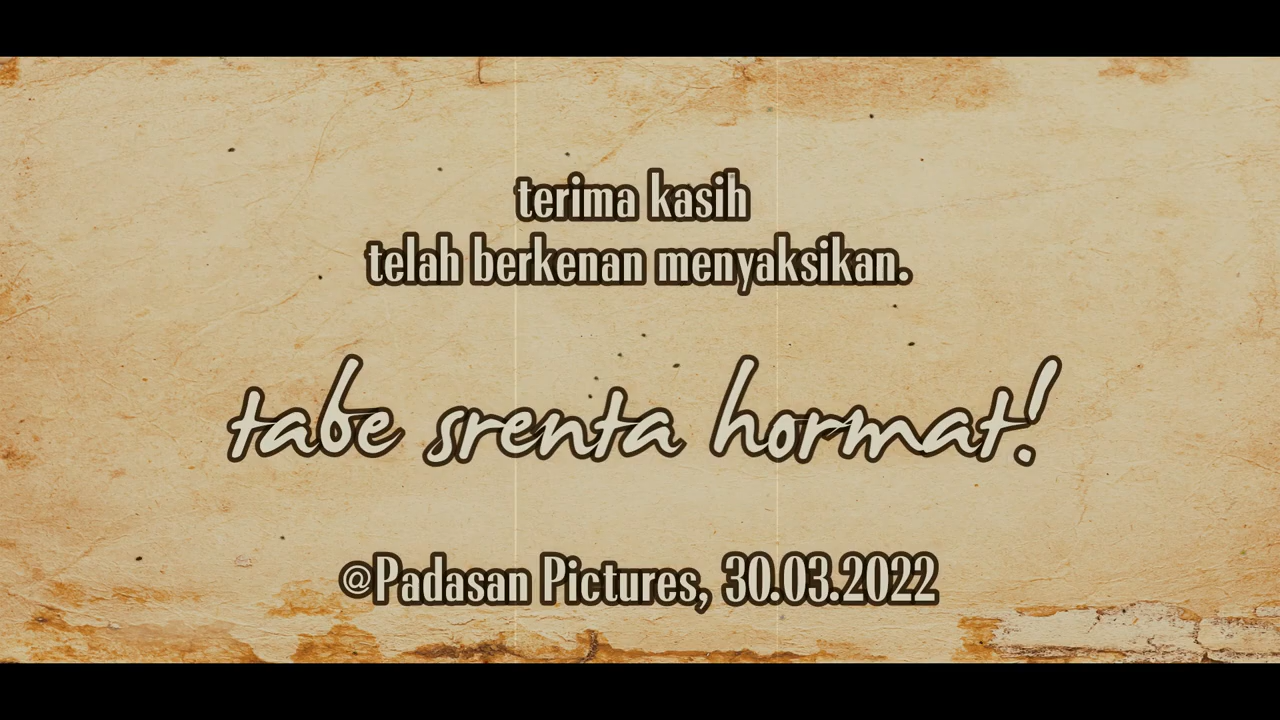 terima kasih
telah berkenan menyaksikan.
tabe srenta hormat!
@Padasan Pictures, 30.03.2022